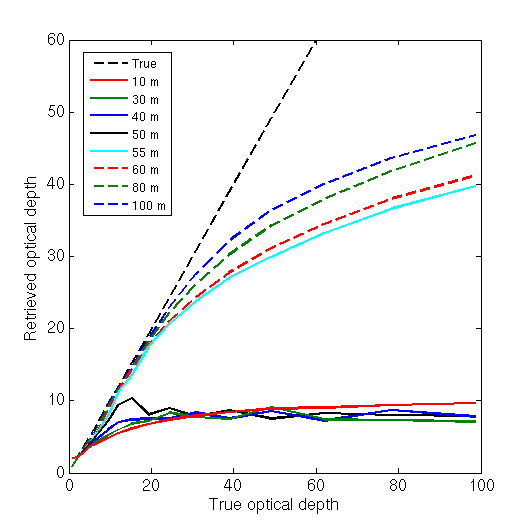 60
50
40
30
20
10
0
Retrieved optical depth
True
10 m
30 m
40 m
50 m
55 m
60 m
80 m
100 m
0 20 40 60 80 100
True optical depth